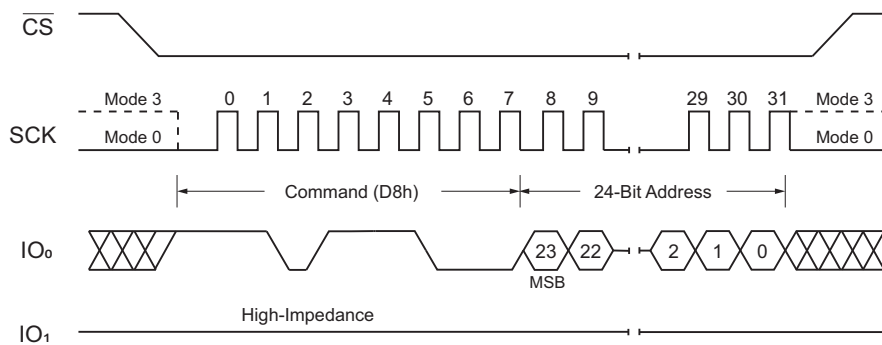 CS
Mode 3 0 1 2 3 4 5 6 7 8 9 29 30 31 Mode 3
SCK Mode 0 Mode 0
Command (D8h) 24-Bit Address
IO₀ 23 22 2 1 0
MSB
High-Impedance
IO₁